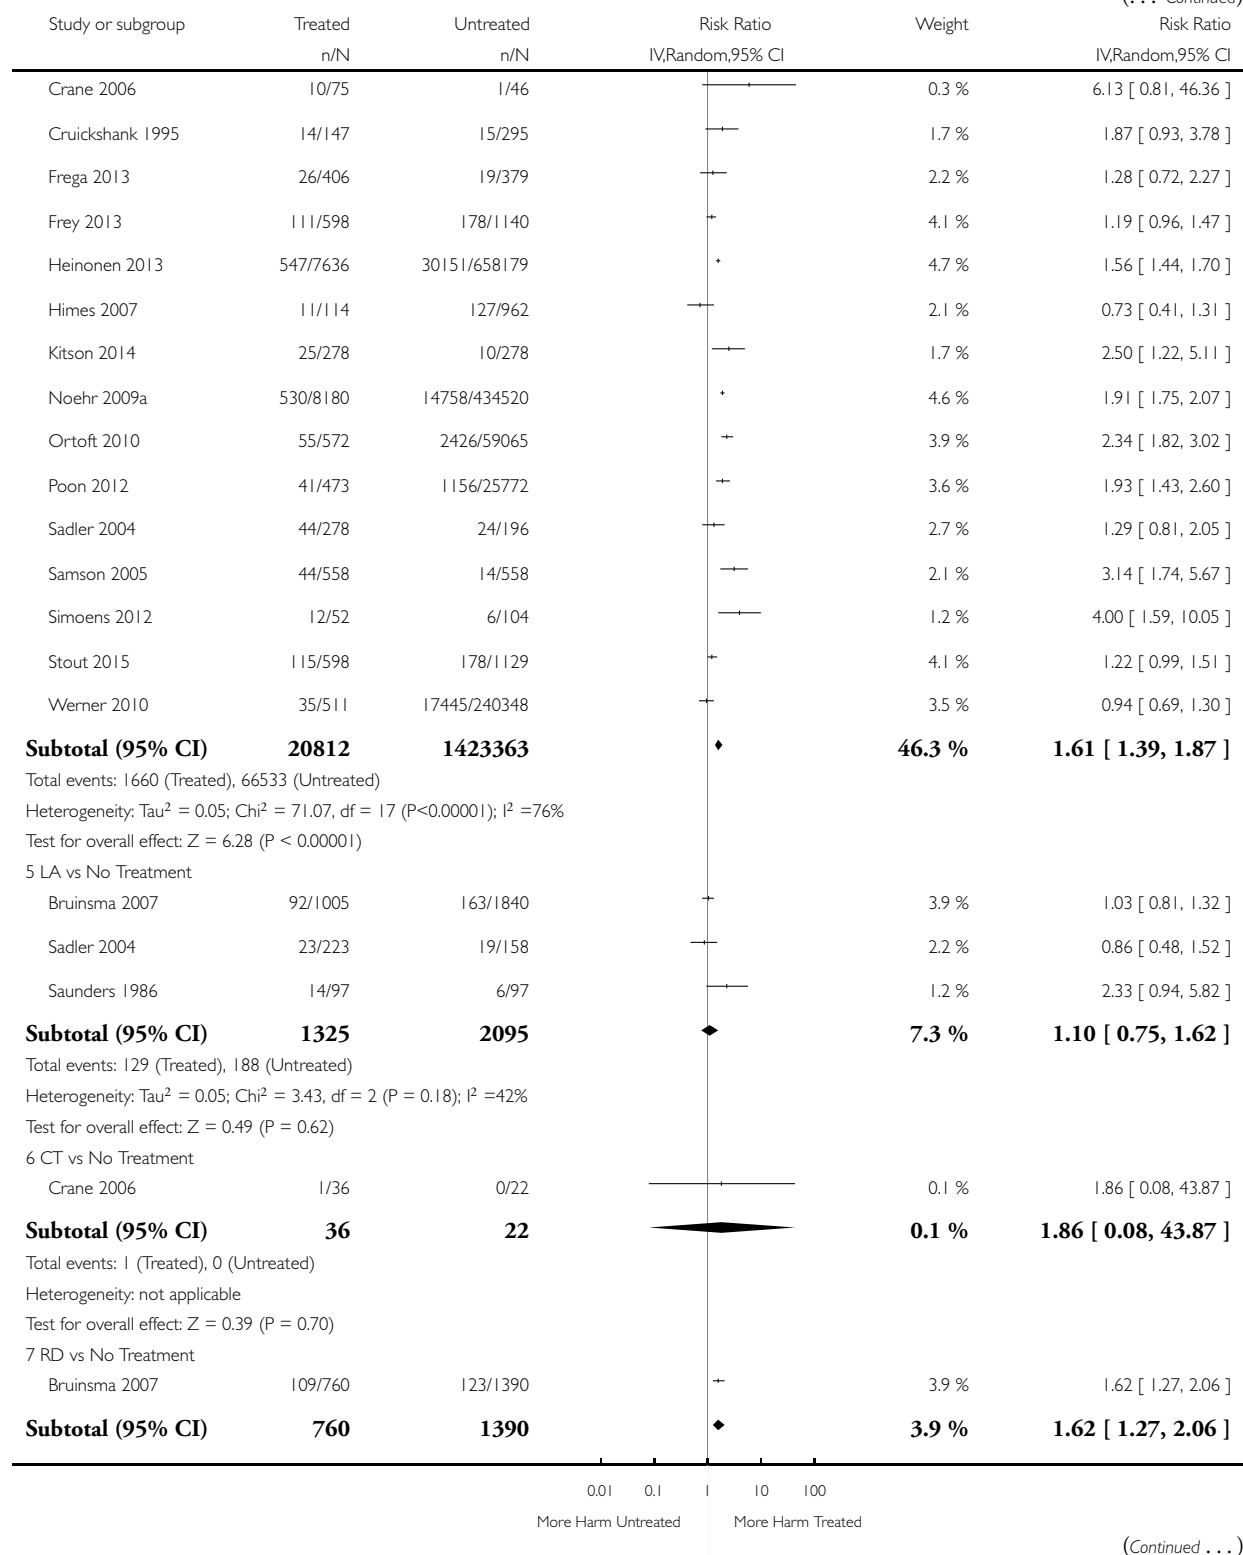 (... Continued)
Study or subgroup Treated Untreated Risk Ratio Weight Risk Ratio
n/N n/N IV,Random,95% CI IV,Random,95% CI
Crane 2006 10/75 1/46 0.3 % 6.13 [ 0.81, 46.36 ]
Cruickshank 1995 14/147 15/295 1.7 % 1.87 [ 0.93, 3.78 ]
Frega 2013 26/406 19/379 2.2 % 1.28 [ 0.72, 2.27 ]
Frey 2013 111/598 178/1140 4.1 % 1.19 [ 0.96, 1.47 ]
Heinonen 2013 547/7636 30151/658179 4.7 % 1.56 [ 1.44, 1.70 ]
Himes 2007 11/114 127/962 2.1 % 0.73 [ 0.41, 1.31 ]
Kitson 2014 25/278 10/278 1.7 % 2.50 [ 1.22, 5.11 ]
Noehr 2009a 530/8180 14758/434520 4.6 % 1.91 [ 1.75, 2.07 ]
Ortoft 2010 55/572 2426/59065 3.9 % 2.34 [ 1.82, 3.02 ]
Poon 2012 41/473 1156/25772 3.6 % 1.93 [ 1.43, 2.60 ]
Sadler 2004 44/278 24/196 2.7 % 1.29 [ 0.81, 2.05 ]
Samson 2005 44/558 14/558 2.1 % 3.14 [ 1.74, 5.67 ]
Simoens 2012 12/52 6/104 1.2 % 4.00 [ 1.59, 10.05 ]
Stout 2015 115/598 178/1129 4.1 % 1.22 [ 0.99, 1.51 ]
Werner 2010 35/511 17445/240348 3.5 % 0.94 [ 0.69, 1.30 ]
Subtotal (95% CI) 20812 1423363 46.3 % 1.61 [ 1.39, 1.87 ]
Total events: 1660 (Treated), 66533 (Untreated)
Heterogeneity: Tau² = 0.05; Chi² = 71.07, df = 17 (P<0.00001); I² =76%
Test for overall effect: Z = 6.28 (P < 0.00001)
5 LA vs No Treatment
Bruinsma 2007 92/1005 163/1840 3.9 % 1.03 [ 0.81, 1.32 ]
Sadler 2004 23/223 19/158 2.2 % 0.86 [ 0.48, 1.52 ]
Saunders 1986 14/97 6/97 1.2 % 2.33 [ 0.94, 5.82 ]
Subtotal (95% CI) 1325 2095 7.3 % 1.10 [ 0.75, 1.62 ]
Total events: 129 (Treated), 188 (Untreated)
Heterogeneity: Tau² = 0.05; Chi² = 3.43, df = 2 (P = 0.18); I² =42%
Test for overall effect: Z = 0.49 (P = 0.62)
6 CT vs No Treatment
Crane 2006 1/36 0/22 0.1 % 1.86 [ 0.08, 43.87 ]
Subtotal (95% CI) 36 22 0.1 % 1.86 [ 0.08, 43.87 ]
Total events: 1 (Treated), 0 (Untreated)
Heterogeneity: not applicable
Test for overall effect: Z = 0.39 (P = 0.70)
7 RD vs No Treatment
Bruinsma 2007 109/760 123/1390 3.9 % 1.62 [ 1.27, 2.06 ]
Subtotal (95% CI) 760 1390 3.9 % 1.62 [ 1.27, 2.06 ]
0.01 0.1 1 10 100
More Harm Untreated More Harm Treated
(Continued ...)